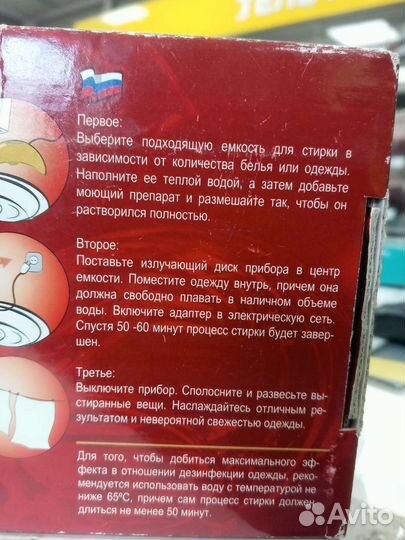 Первое:
Выберите подходящую емкость для стирки в
зависимости от количества белья или одежды.
Наполните ее теплой водой, а затем добавьте
моющий препарат и размешайте так, чтобы он
растворился полностью.
Второе:
Поставьте излучающий диск прибора в центр
емкости. Поместите одежду внутрь, причем она
должна свободно плавать в наличном объеме
воды. Включите адаптер в электрическую сеть.
Спустя 50 -60 минут процесс стирки будет завер-
шен.
Третье:
Выключите прибор. Сполосните и развесьте вы-
стиранные вещи. Наслаждайтесь отличным ре-
зультатом и невероятной свежестью одежды.
Для того, чтобы добиться максимального эф-
фекта в отношении дезинфекции одежды, реко-
мендуется использовать воду с температурой не
ниже 65ºС, причем сам процесс стирки должен
длиться не менее 50 минут.
Avito